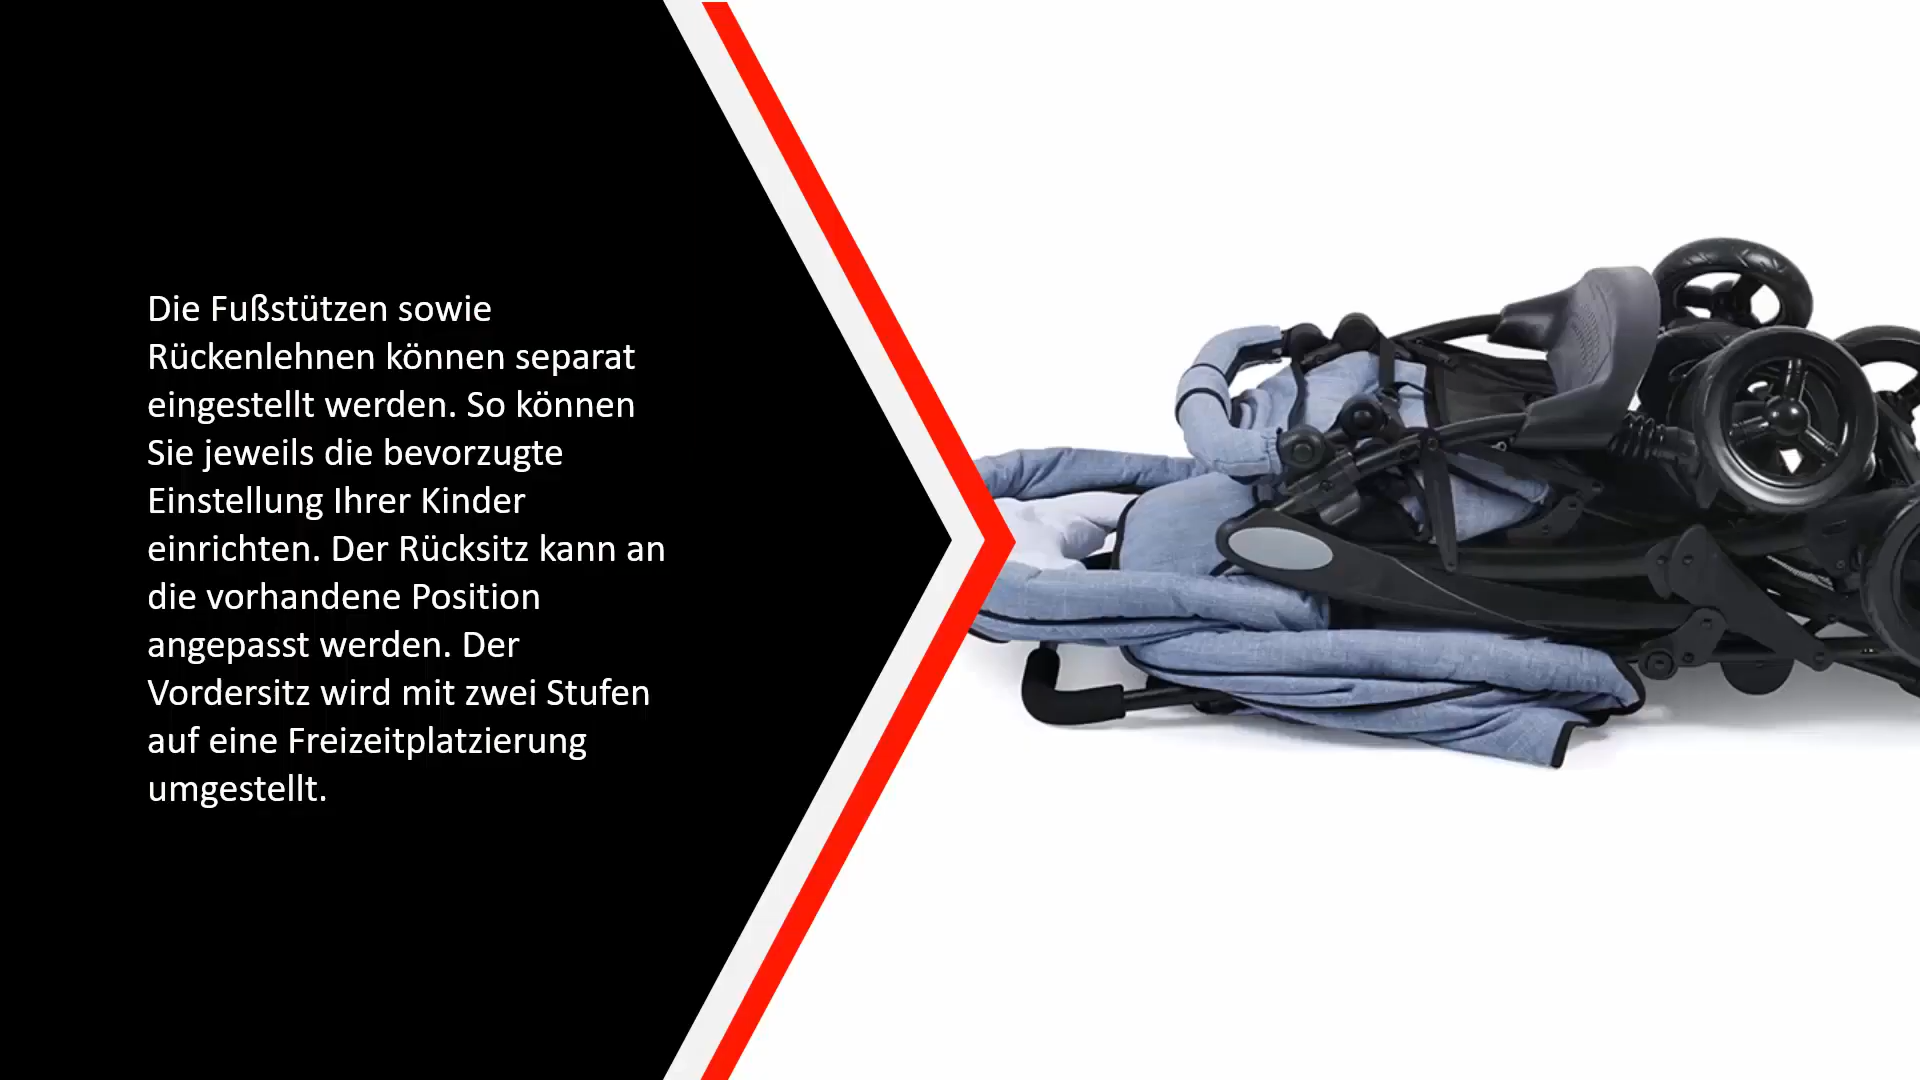 Die Fußstützen sowie
Rückenlehnen können separat
eingestellt werden. So können
Sie jeweils die bevorzugte
Einstellung Ihrer Kinder
einrichten. Der Rücksitz kann an
die vorhandene Position
angepasst werden. Der
Vordersitz wird mit zwei Stufen
auf eine Freizeitplatzierung
umgestellt.